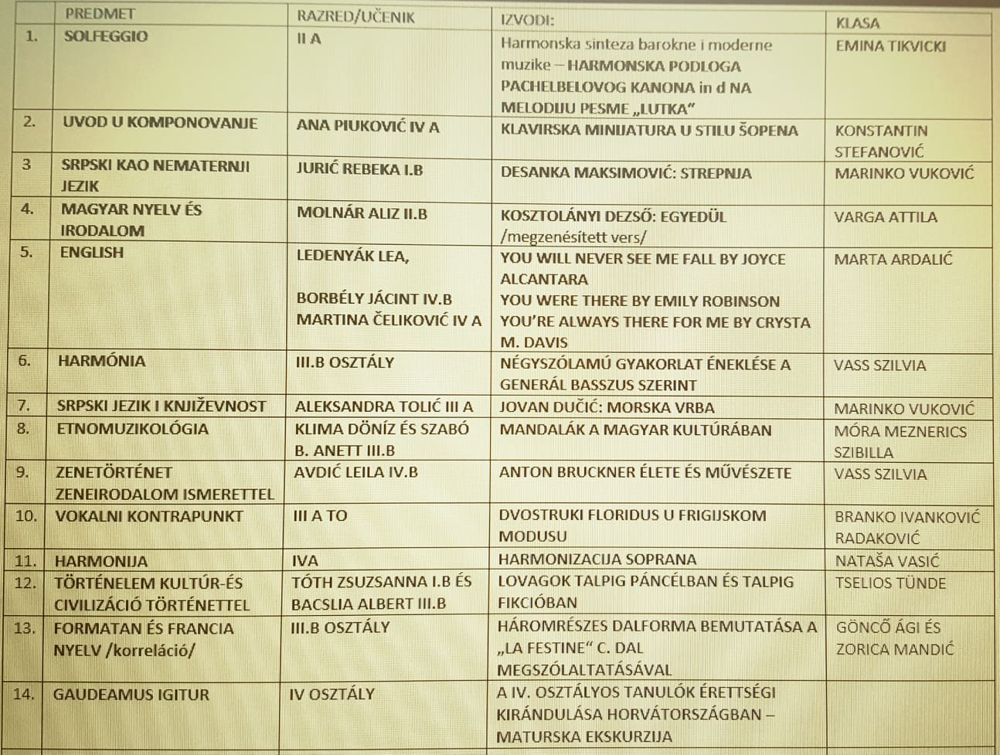 PREDMET RAZRED/UČENIK IZVODI: KLASA
1. SOLFEGGIO II A Harmonska sinteza barokne i moderne EMINA TIKVICKI
muzike – HARMONSKA PODLOGA
PACHELBELOVOG KANONA in d NA
MELODIJU PESME „LUTKA“
2. UVOD U KOMPONOVANJE ANA PIUKOVIĆ IV A KLAVIRSKA MINIJATURA U STILU ŠOPENA KONSTANTIN
STEFANOVIĆ
3 SRPSKI KAO NEMATERNJI JURIĆ REBEKA I.B DESANKA MAKSIMOVIĆ: STREPNJA MARINKO VUKOVIĆ
JEZIK
4. MAGYAR NYELV ÉS MOLNÁR ALIZ II.B KOSZTOLÁNYI DEZSŐ: EGYEDÜL VARGA ATTILA
IRODALOM /megzenésített vers/
5. ENGLISH LEDENYÁK LEA, YOU WILL NEVER SEE ME FALL BY JOYCE MARTA ARDALIĆ
ALCANTARA
BORBÉLY JÁCINT IV.B YOU WERE THERE BY EMILY ROBINSON
MARTINA ČELIKOVIĆ IV A YOU'RE ALWAYS THERE FOR ME BY CRYSTA
M. DAVIS
6. HARMÓNIA III.B OSZTÁLY NÉGYSZÓLAMÚ GYAKORLAT ÉNEKLÉSE A VASS SZILVIA
GENERÁL BASSZUS SZERINT
7. SRPSKI JEZIK I KNJIŽEVNOST ALEKSANDRA TOLIĆ III A JOVAN DUČIĆ: MORSKA VRBA MARINKO VUKOVIĆ
8. ETNOMUZIKOLÓGIA KLIMA DÖNÍZ ÉS SZABÓ MANDALÁK A MAGYAR KULTÚRÁBAN MÓRA MEZNERICS
B. ANETT III.B SZIBILLA
9. ZENETÖRTÉNET AVDIĆ LEILA IV.B ANTON BRUCKNER ÉLETE ÉS MŰVÉSZETE VASS SZILVIA
ZENEIRODALOM ISMERETTEL
10. VOKALNI KONTRAPUNKT III A TO DVOSTRUKI FLORIDUS U FRIGIJSKOM BRANKO IVANKOVIĆ
MODUSU RADAKOVIĆ
11. HARMONIJA IVA HARMONIZACIJA SOPRANA NATAŠA VASIĆ
12. TÖRTÉNELEM KULTÚR-ÉS TÓTH ZSUZSANNA I.B ÉS LOVAGOK TALPIG PÁNCÉLBAN ÉS TALPIG TSELIOS TÜNDE
CIVILIZÁCIÓ TÖRTÉNETTEL BACSLIA ALBERT III.B FIKCIÓBAN
13. FORMATAN ÉS FRANCIA III.B OSZTÁLY HÁROMRÉSZES DALFORMA BEMUTATÁSA A GÖNCŐ ÁGI ÉS
NYELV /korreláció/ „LA FESTINE“ C. DAL ZORICA MANDIĆ
MEGSZÓLALTATÁSÁVAL
14. GAUDEAMUS IGITUR IV OSZTÁLY A IV. OSZTÁLYOS TANULÓK ÉRETTSÉGI
KIRÁNDULÁSA HORVÁTORSZÁGBAN –
MATURSKA EKSKURZIJA